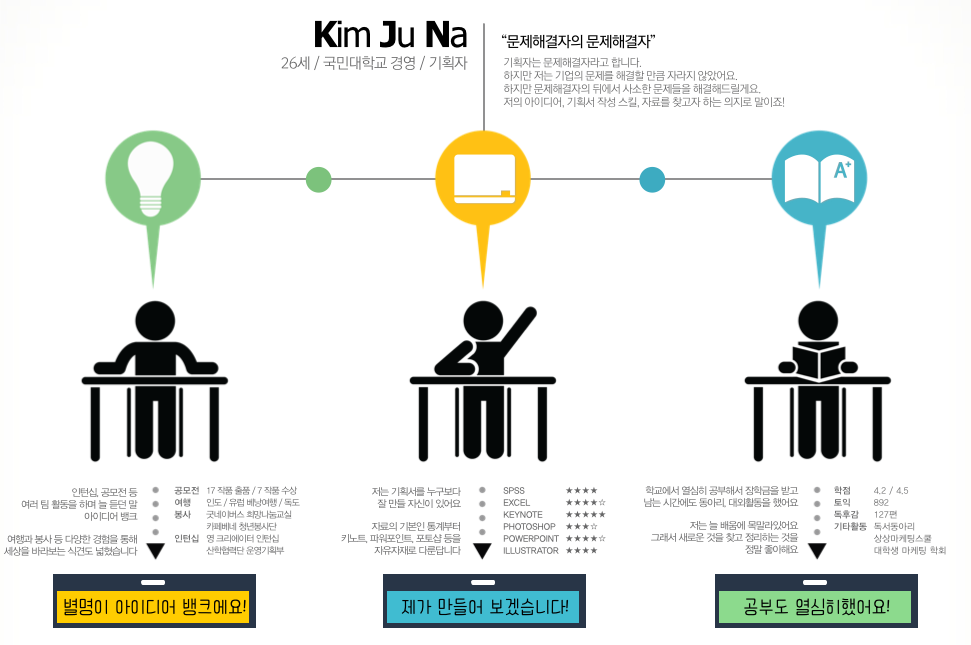 Kim Ju Na
26세 / 국민대학교 경영 / 기획자
“문제해결자의 문제해결자”
기획자는 문제해결자라고 합니다.
하지만 저는 기업의 문제를 해결할 만큼 자라지 않았어요.
하지만 문제해결자의 뒤에서 사소한 문제들을 해결해드릴게요.
저의 아이디어, 기획서 작성 스킬, 자료를 찾고자 하는 의지로 말이죠!
A+
인턴십, 공모전 등
여러 팀 활동을 하며 늘 듣던 말
아이디어 뱅크
여행과 봉사 등 다양한 경험을 통해
세상을 바라보는 식견도 넓혔습니다
공모전 17 작품 출품 / 7 작품 수상
여행 인도 / 유럽 배낭여행 / 독도
봉사 굿네이버스 희망나눔교실
카페베네 청년봉사단
인턴십 영 크리에이터 인턴십
산학협력단 운영기획부
별명이 아이디어 뱅크에요!
저는 기획서를 누구보다
잘 만들 자신이 있어요
자료의 기본인 통계부터
키노트, 파워포인트, 포토샵 등을
자유자재로 다룬답니다
SPSS ★★★★
EXCEL ★★★★☆
KEYNOTE ★★★★★
PHOTOSHOP ★★★☆
POWERPOINT ★★★★☆
ILLUSTRATOR ★★★★
제가 만들어 보겠습니다!
학교에서 열심히 공부해서 장학금을 받고
남는 시간에도 동아리, 대외활동을 했어요
저는 늘 배움에 목말라있어요
그래서 새로운 것을 찾고 정리하는 것을
정말 좋아해요
학점 4.2 / 4.5
토익 892
독후감 127편
기타활동 독서동아리
상상마케팅스쿨
대학생 마케팅 학회
공부도 열심히했어요!